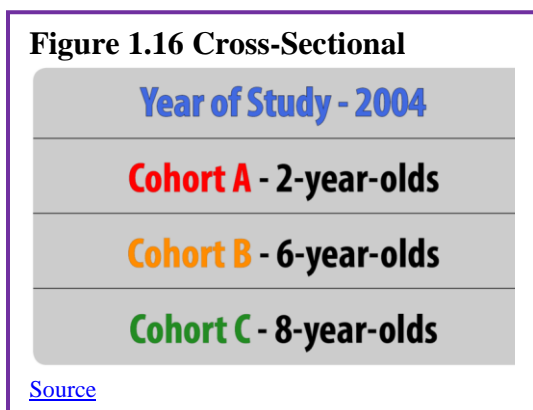 Figure 1.16 Cross-Sectional
Year of Study - 2004
Cohort A - 2-year-olds
Cohort B - 6-year-olds
Cohort C - 8-year-olds
Source